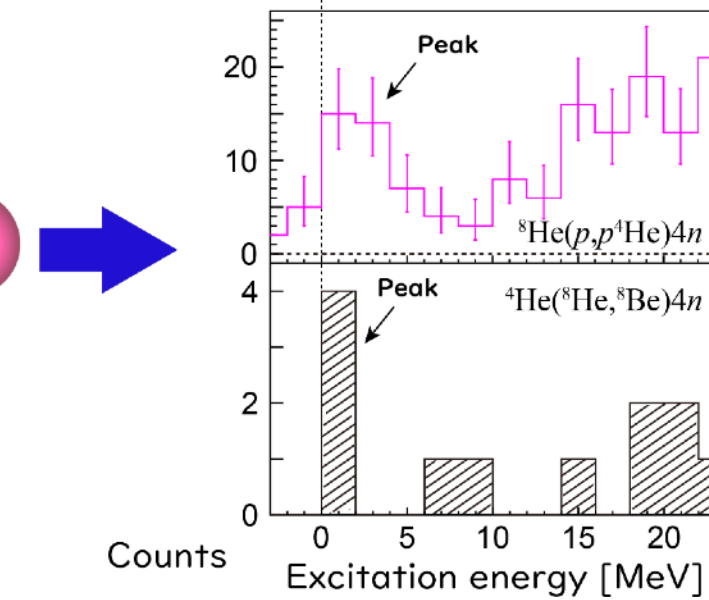 Peak
20
10
0
⁸He(p,p⁴He)4n
Peak
⁴He(⁸He,⁸Be)4n
4
2
0
0 5 10 15 20
Counts
Excitation energy [MeV]